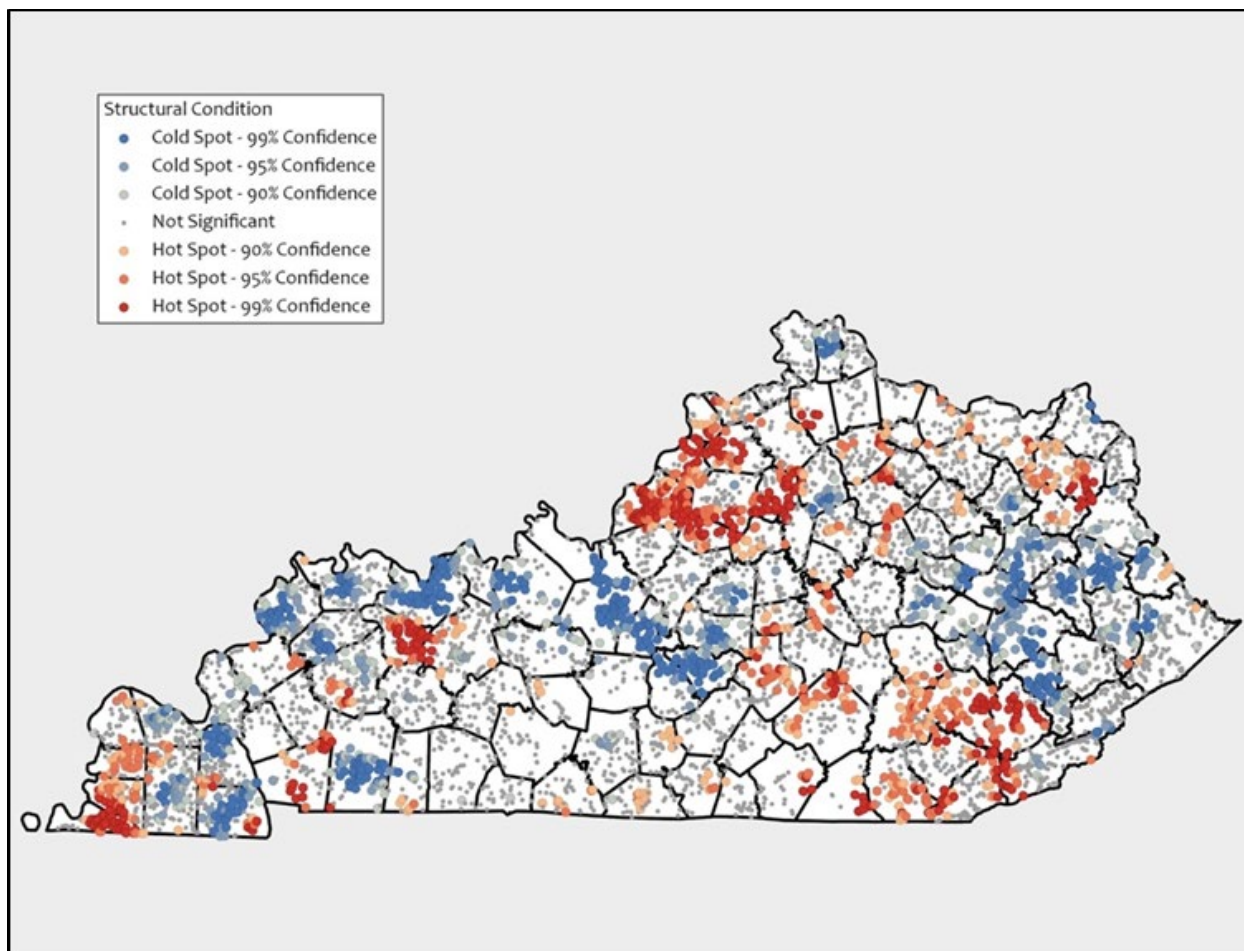 Structural Condition
Cold Spot - 99% Confidence
Cold Spot - 95% Confidence
Cold Spot - 90% Confidence
Not Significant
Hot Spot - 90% Confidence
Hot Spot - 95% Confidence
Hot Spot - 99% Confidence